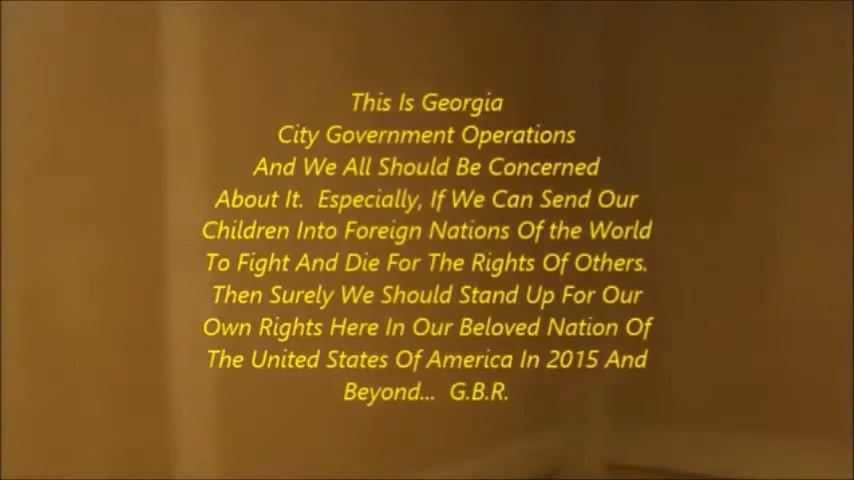 This Is Georgia
City Government Operations
And We All Should Be Concerned
About It.  Especially, If We Can Send Our
Children Into Foreign Nations Of the World
To Fight And Die For The Rights Of Others.
Then Surely We Should Stand Up For Our
Own Rights Here In Our Beloved Nation Of
The United States Of America In 2015 And
Beyond...  G.B.R.